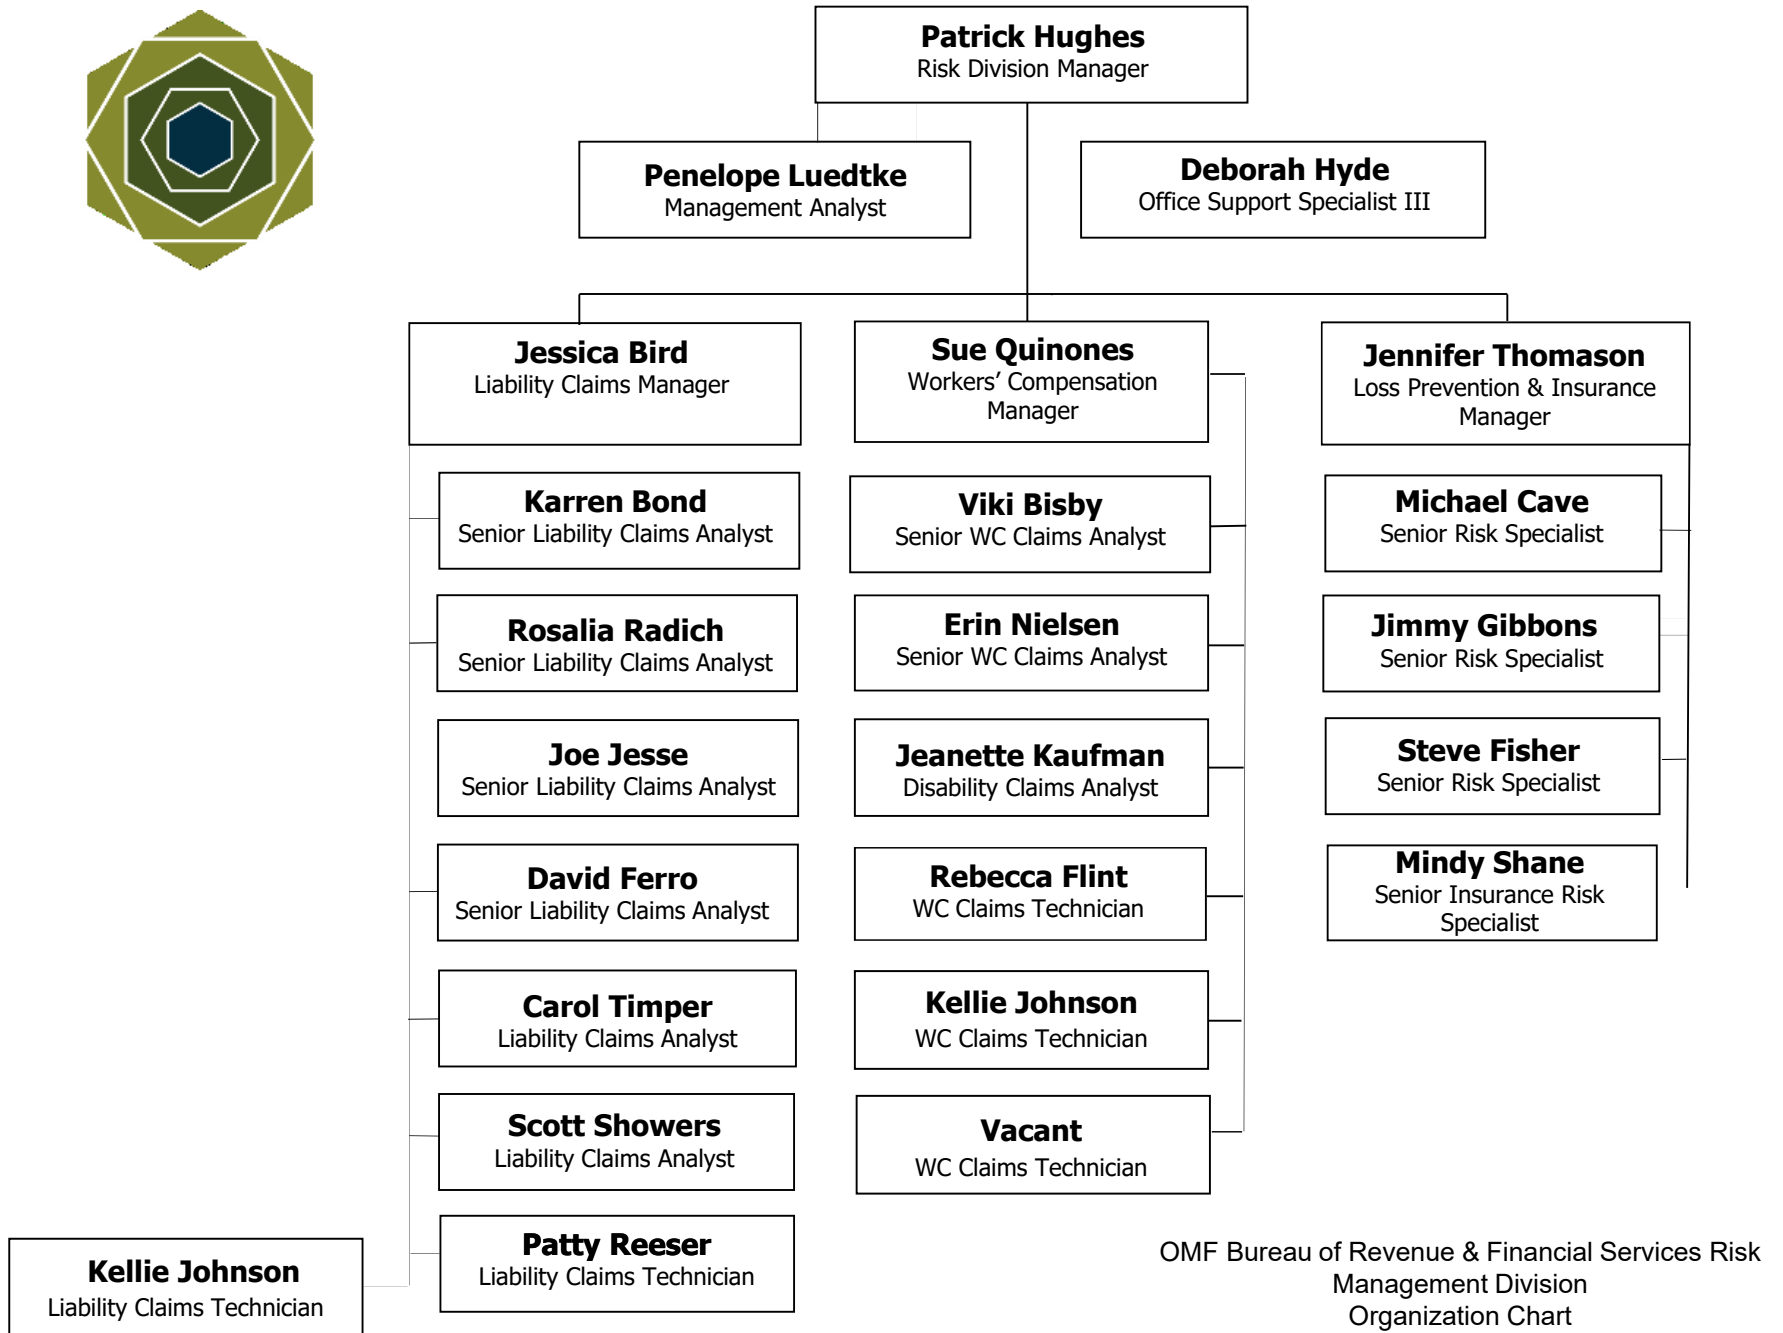 Patrick Hughes
Risk Division Manager
Penelope Luedtke
Management Analyst
Deborah Hyde
Office Support Specialist III
Jessica Bird
Liability Claims Manager
Karren Bond
Senior Liability Claims Analyst
Rosalia Radich
Senior Liability Claims Analyst
Joe Jesse
Senior Liability Claims Analyst
David Ferro
Senior Liability Claims Analyst
Carol Timper
Liability Claims Analyst
Scott Showers
Liability Claims Analyst
Patty Reeser
Liability Claims Technician
Kellie Johnson
Liability Claims Technician
Sue Quinones
Workers’ Compensation
Manager
Viki Bisby
Senior WC Claims Analyst
Erin Nielsen
Senior WC Claims Analyst
Jeanette Kaufman
Disability Claims Analyst
Rebecca Flint
WC Claims Technician
Kellie Johnson
WC Claims Technician
Vacant
WC Claims Technician
Jennifer Thomason
Loss Prevention & Insurance
Manager
Michael Cave
Senior Risk Specialist
Jimmy Gibbons
Senior Risk Specialist
Steve Fisher
Senior Risk Specialist
Mindy Shane
Senior Insurance Risk
Specialist
OMF Bureau of Revenue & Financial Services Risk
Management Division
Organization Chart